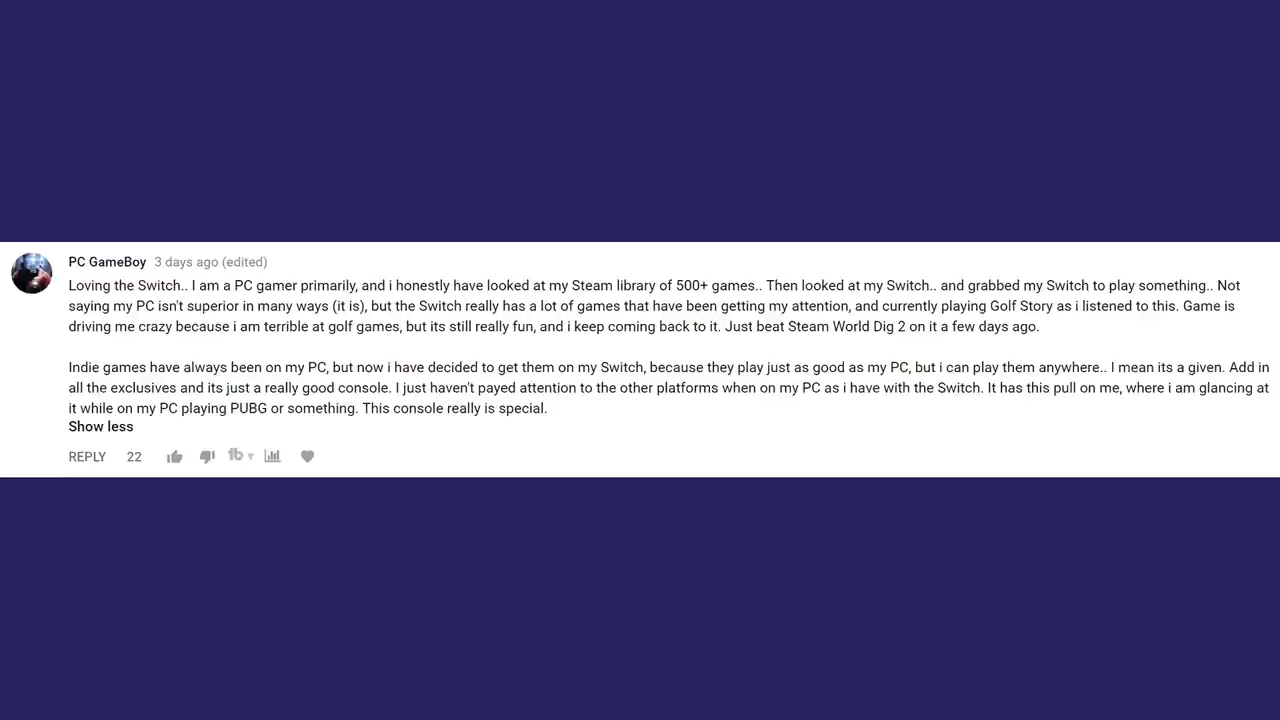 PC GameBoy 3 days ago (edited)
Loving the Switch.. I am a PC gamer primarily, and i honestly have looked at my Steam library of 500+ games.. Then looked at my Switch.. and grabbed my Switch to play something.. Not
saying my PC isn't superior in many ways (it is), but the Switch really has a lot of games that have been getting my attention, and currently playing Golf Story as i listened to this. Game is
driving me crazy because i am terrible at golf games, but its still really fun, and i keep coming back to it. Just beat Steam World Dig 2 on it a few days ago.
Indie games have always been on my PC, but now i have decided to get them on my Switch, because they play just as good as my PC, but i can play them anywhere.. I mean its a given. Add in
all the exclusives and its just a really good console. I just haven't payed attention to the other platforms when on my PC as i have with the Switch. It has this pull on me, where i am glancing at
it while on my PC playing PUBG or something. This console really is special.
Show less
REPLY 22